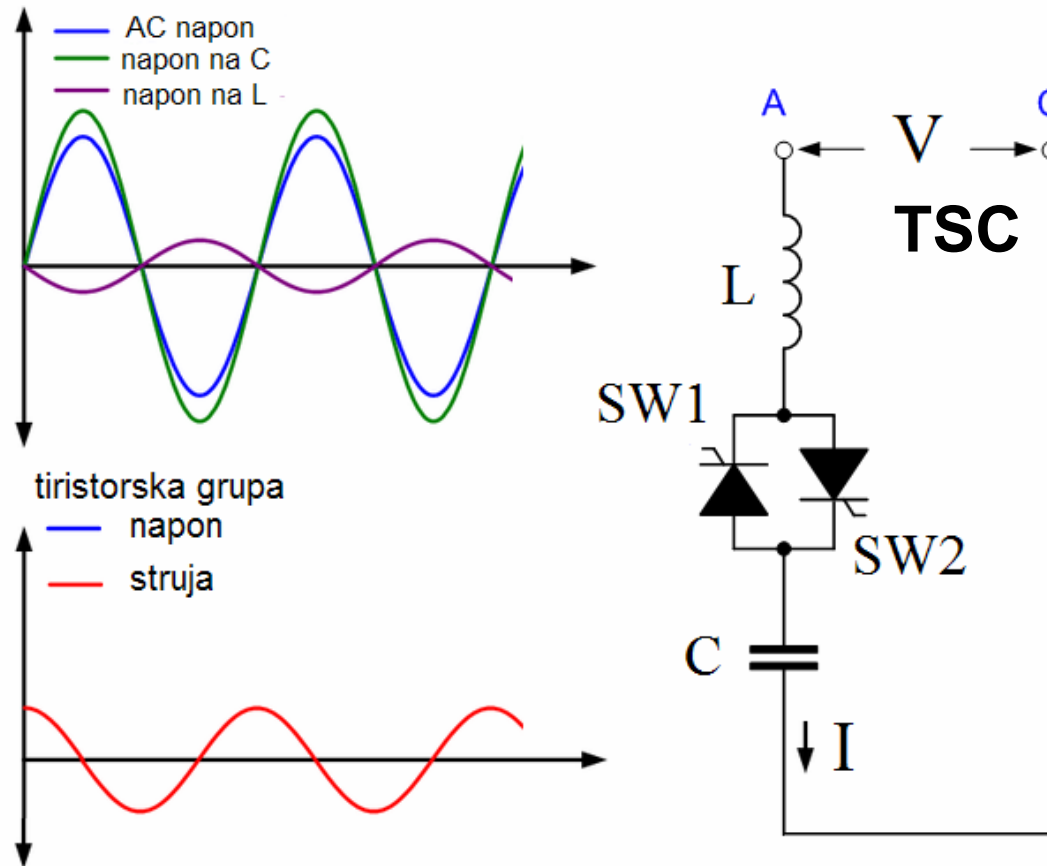 AC napon
napon na C
napon na L
tiristorska grupa
napon
struja
A
V
TSC
L
SW1
SW2
C
I